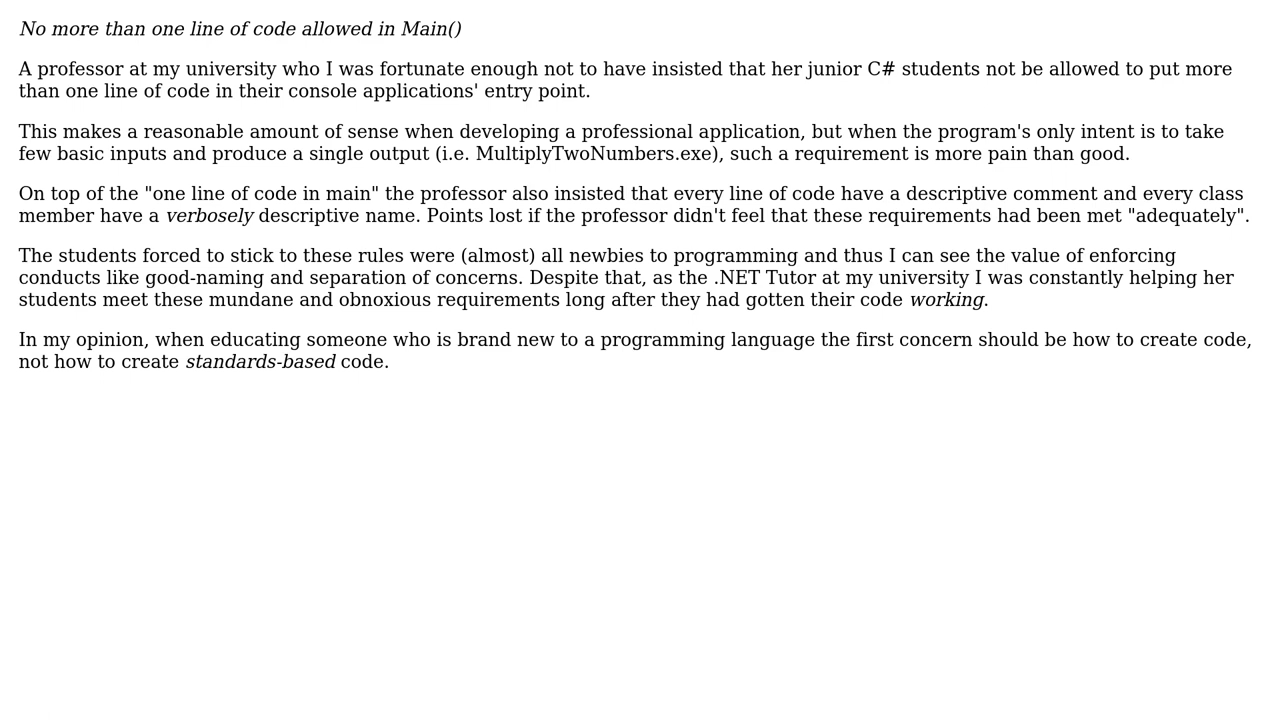 No more than one line of code allowed in Main()
A professor at my university who I was fortunate enough not to have insisted that her junior C# students not be allowed to put more
than one line of code in their console applications' entry point.
This makes a reasonable amount of sense when developing a professional application, but when the program's only intent is to take
few basic inputs and produce a single output (i.e. MultiplyTwoNumbers.exe), such a requirement is more pain than good.
On top of the "one line of code in main" the professor also insisted that every line of code have a descriptive comment and every class
member have a verbosely descriptive name. Points lost if the professor didn't feel that these requirements had been met "adequately".
The students forced to stick to these rules were (almost) all newbies to programming and thus I can see the value of enforcing
conducts like good-naming and separation of concerns. Despite that, as the .NET Tutor at my university I was constantly helping her
students meet these mundane and obnoxious requirements long after they had gotten their code working.
In my opinion, when educating someone who is brand new to a programming language the first concern should be how to create code,
not how to create standards-based code.